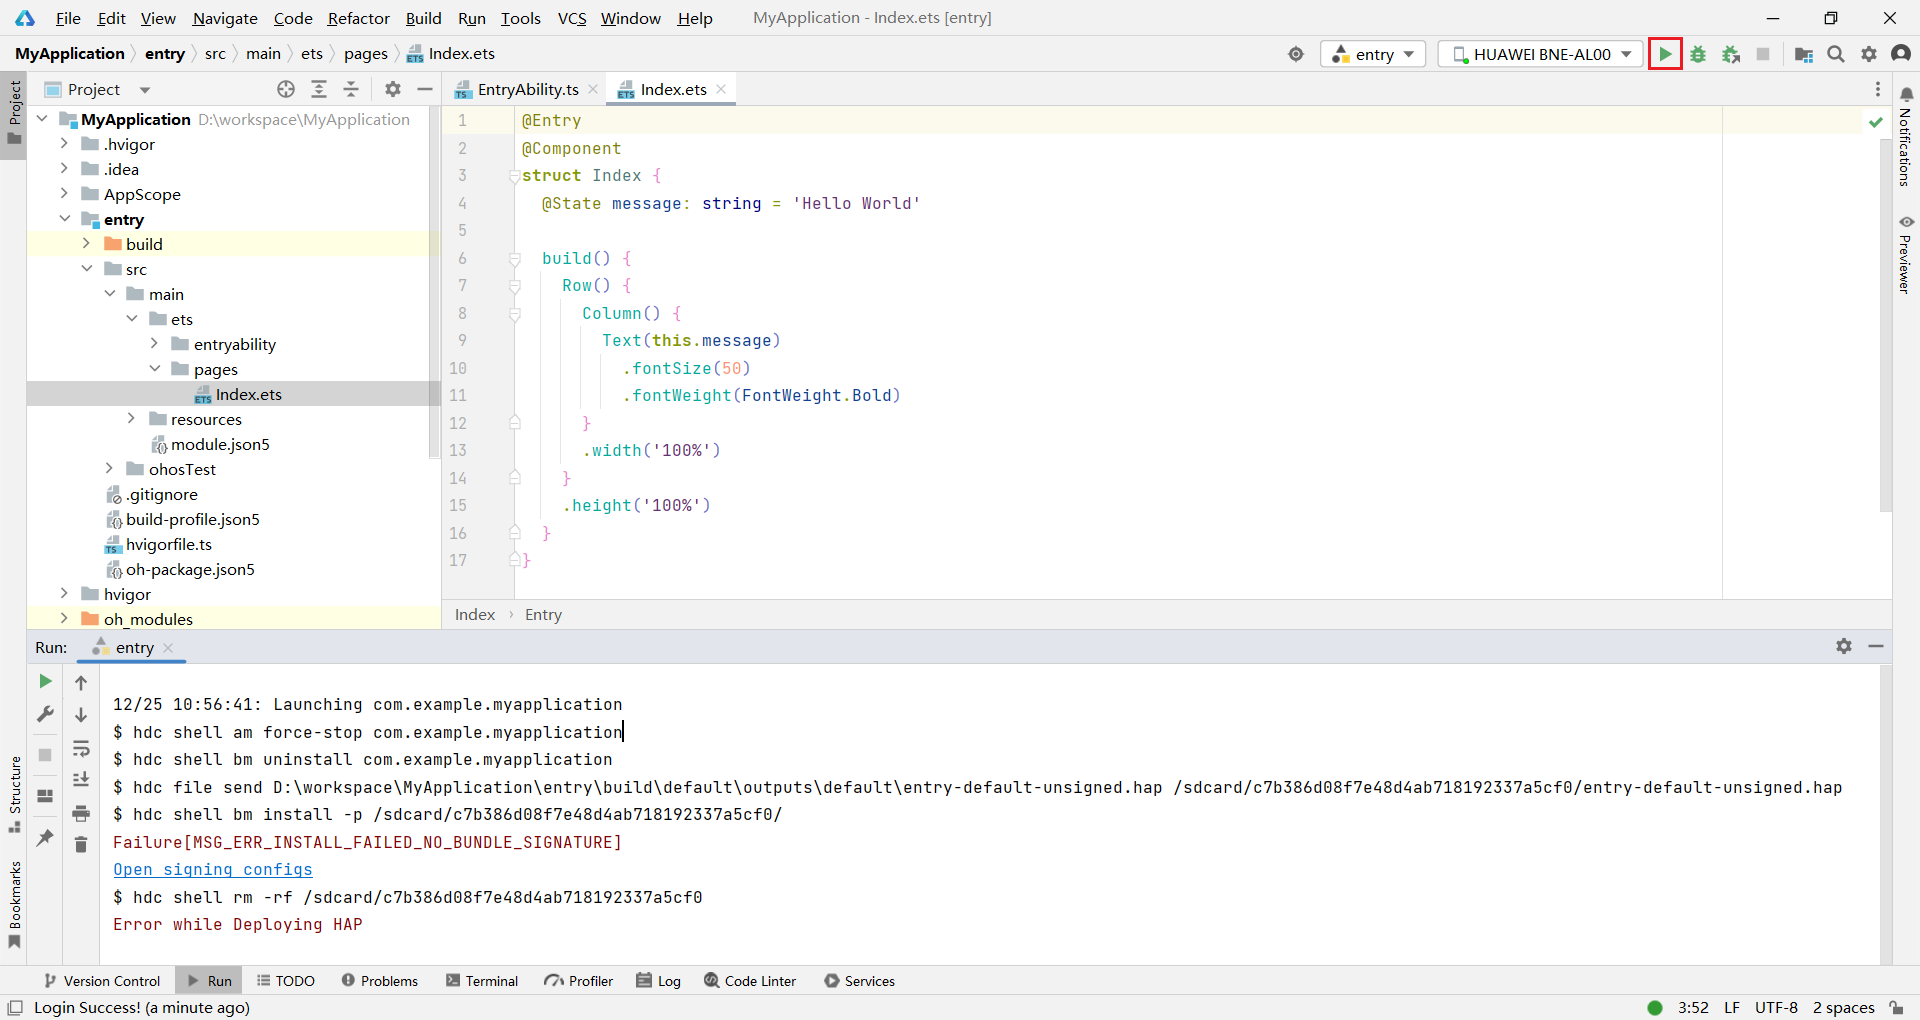 File Edit View Navigate Code Refactor Build Run Tools VCS Window Help MyApplication - Index.ets [entry]
MyApplication entry src main ets pages Index.ets entry HUAWEI BNE-AL00
Project EntryAbility.ts Index.ets
Project
Notifications
Previewer
MyApplication D:\workspace\MyApplication
.hvigor
.idea
AppScope
entry
build
src
main
ets
entryability
pages
Index.ets
resources
module.json5
ohosTest
.gitignore
build-profile.json5
hvigorfile.ts
oh-package.json5
hvigor
oh_modules
1 @Entry
2 @Component
3 struct Index {
4 @State message: string = 'Hello World'
5
6 build() {
7 Row() {
8 Column() {
9 Text(this.message)
10 .fontSize(50)
11 .fontWeight(FontWeight.Bold)
12 }
13 .width('100%')
14 }
15 .height('100%')
16 }
17 }
Index › Entry
Run: entry
12/25 10:56:41: Launching com.example.myapplication
$ hdc shell am force-stop com.example.myapplication
$ hdc shell bm uninstall com.example.myapplication
$ hdc file send D:\workspace\MyApplication\entry\build\default\outputs\default\entry-default-unsigned.hap /sdcard/c7b386d08f7e48d4ab718192337a5cf0/entry-default-unsigned.hap
$ hdc shell bm install -p /sdcard/c7b386d08f7e48d4ab718192337a5cf0/
Failure[MSG_ERR_INSTALL_FAILED_NO_BUNDLE_SIGNATURE]
Open signing configs
$ hdc shell rm -rf /sdcard/c7b386d08f7e48d4ab718192337a5cf0
Error while Deploying HAP
Structure
Bookmarks
Version Control Run TODO Problems Terminal Profiler Log Code Linter Services
Login Success! (a minute ago) 3:52 LF UTF-8 2 spaces